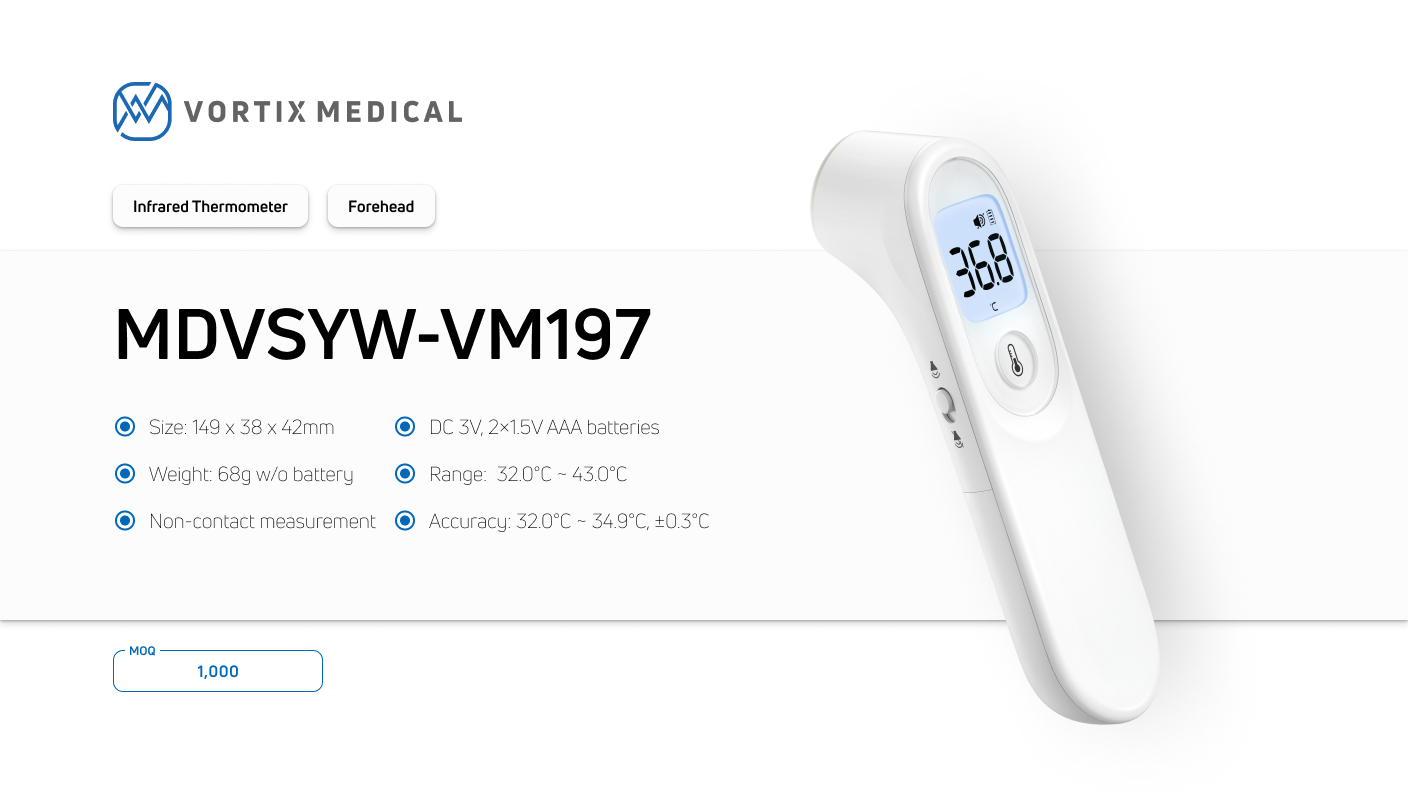 VORTIX MEDICAL
Infrared Thermometer
Forehead
MDVSYW-VM197
Size: 149 x 38 x 42mm
DC 3V, 2×1.5V AAA batteries
Weight: 68g w/o battery
Range: 32.0°C ~ 43.0°C
Non-contact measurement
Accuracy: 32.0°C ~ 34.9°C, ±0.3°C
MOQ
1,000
36.8
°C